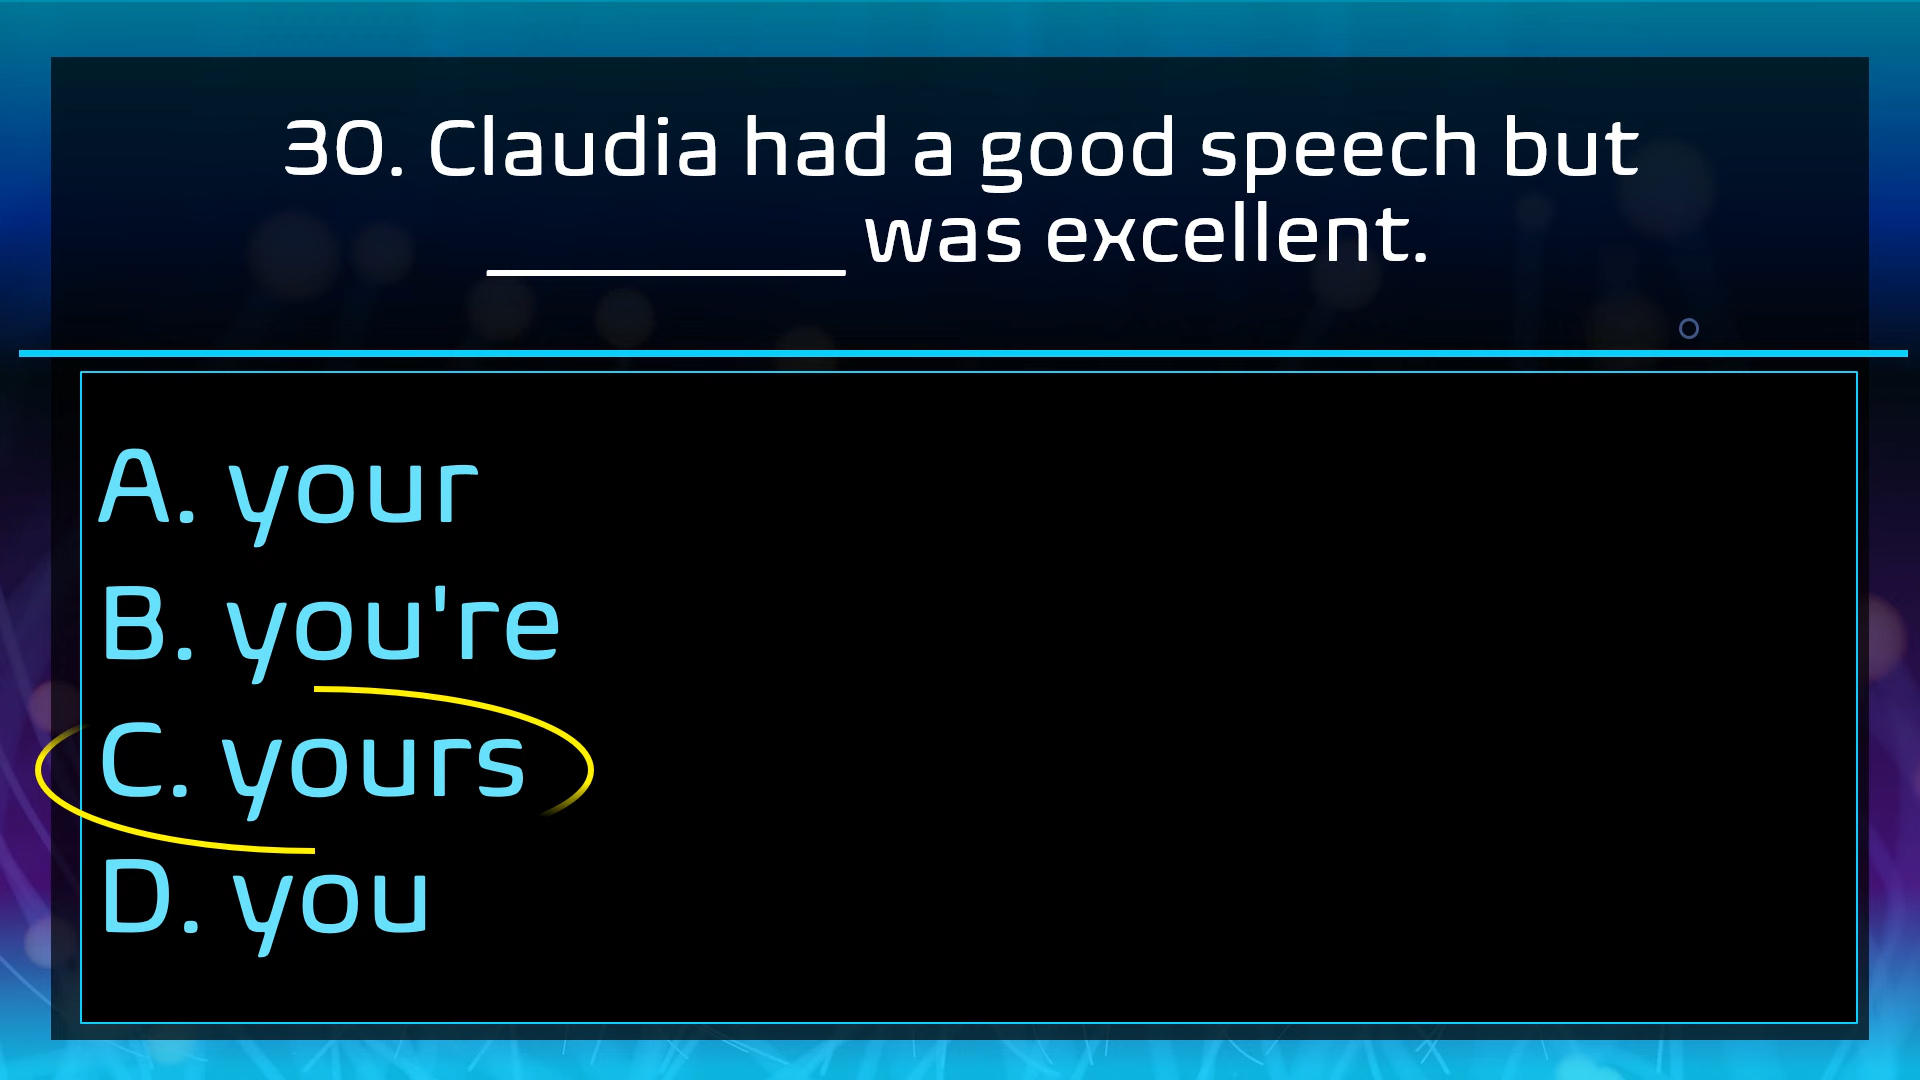 30. Claudia had a good speech but
__________ was excellent.
A. your
B. you're
C. yours
D. you